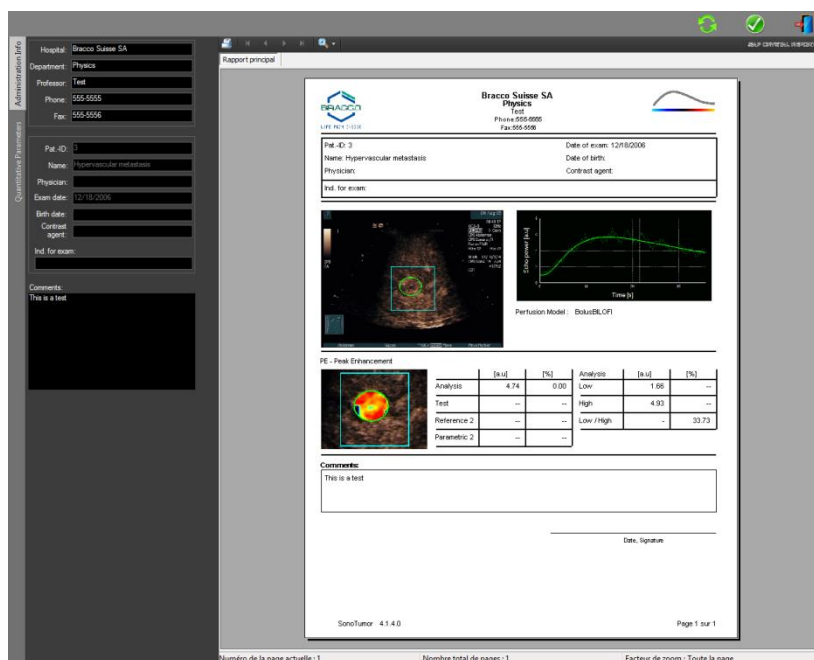 Administration Info
Quantitative Parameters
Hospital: Bracco Suisse SA
Department: Physics
Professor: Test
Phone: 555-5555
Fax: 555-5556
Pat.-ID: 3
Name: Hypervascular metastasis
Physician:
Exam date: 12/18/2006
Birth date:
Contrast
agent:
Ind. for exam:
Comments:
This is a test
Rapport principal
BRACCO
LIFE FROM INSIDE
Bracco Suisse SA
Physics
Test
Phone:555-5555
Fax:555-5556
Pat.-ID: 3 Date of exam: 12/18/2006
Name: Hypervascular metastasis Date of birth:
Physician: Contrast agent:
Ind. for exam:
Echo-power [a.u]
Time [s]
Perfusion Model : BolusBILOFI
PE - Peak Enhancement
[a.u] [%] Analysis [a.u] [%]
Analysis 4.74 0.00 Low 1.66 --
Test -- -- High 4.93 --
Reference 2 -- -- Low / High - 33.73
Parametric 2 -- --
Comments:
This is a test
Date, Signature
SonoTumor 4.1.4.0 Page 1 sur 1
Numéro de la page actuelle : 1 Nombre total de pages : 1 Facteur de zoom : Toute la page